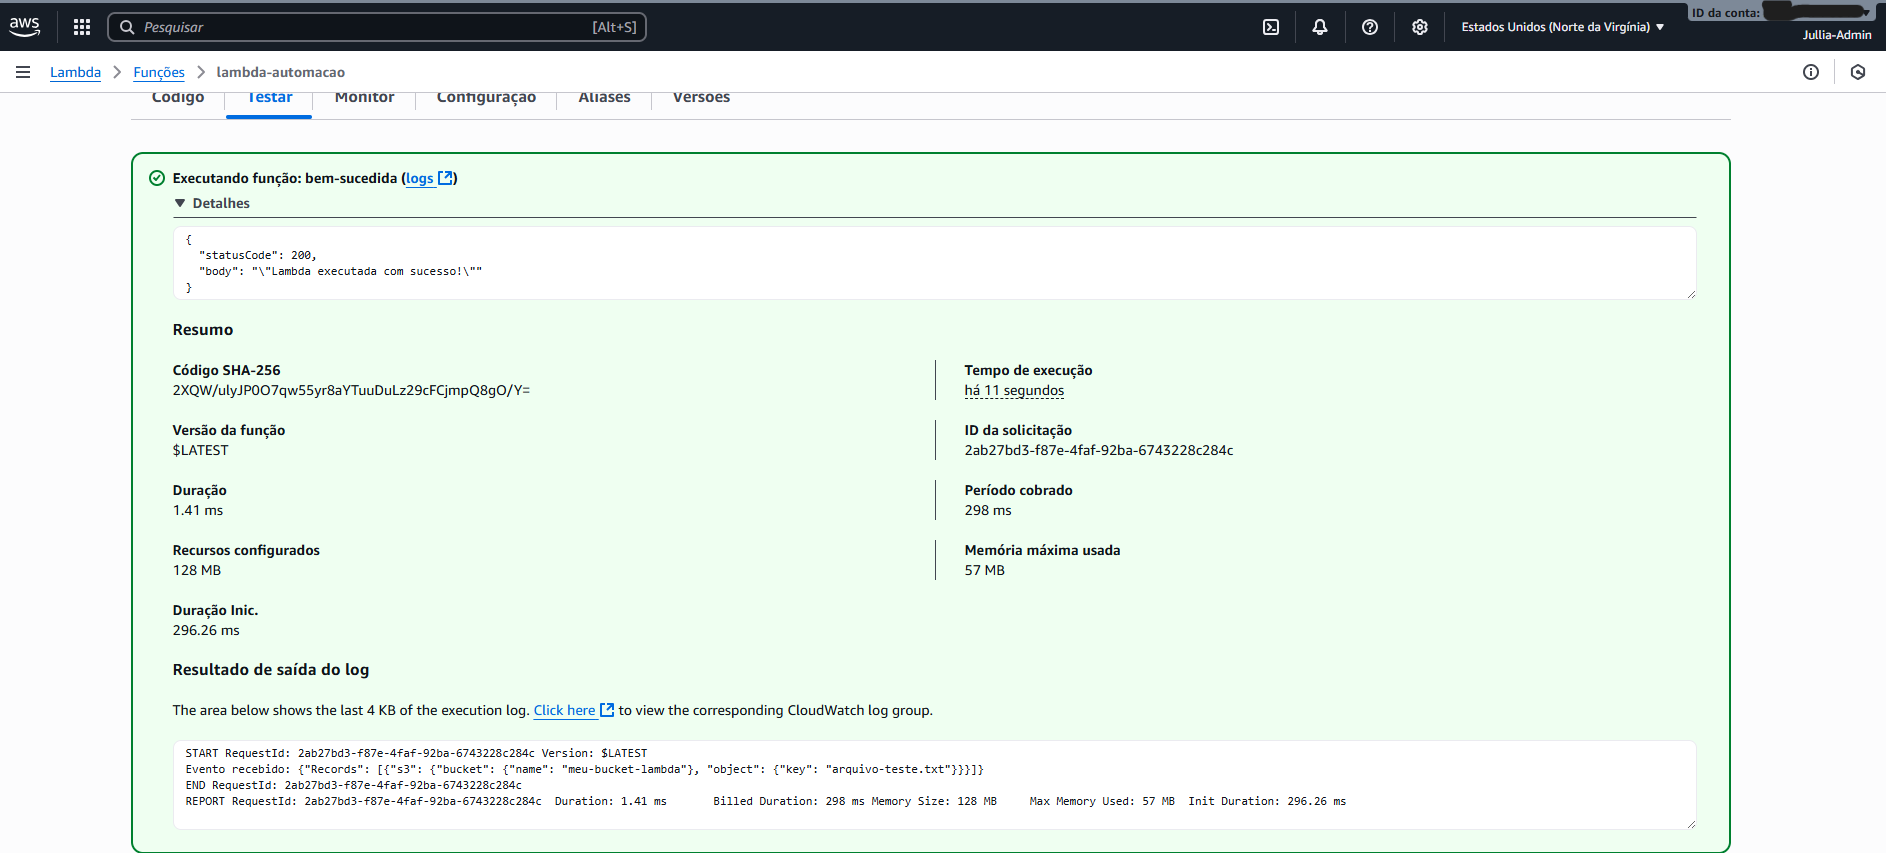 aws
Pesquisar [Alt+S]
Estados Unidos (Norte da Virgínia)
ID da conta:
Jullia-Admin
Lambda > Funções > lambda-automacao
Código Testar Monitor Configuração Aliases Versões
Executando função: bem-sucedida (logs)
Detalhes
{
"statusCode": 200,
"body": "\"Lambda executada com sucesso!\""
}
Resumo
Código SHA-256
2XQW/ulyJP0O7qw55yr8aYTuuDuLz29cFCjmpQ8gO/Y=
Tempo de execução
há 11 segundos
Versão da função
$LATEST
ID da solicitação
2ab27bd3-f87e-4faf-92ba-6743228c284c
Duração
1.41 ms
Período cobrado
298 ms
Recursos configurados
128 MB
Memória máxima usada
57 MB
Duração Inic.
296.26 ms
Resultado de saída do log
The area below shows the last 4 KB of the execution log. Click here to view the corresponding CloudWatch log group.
START RequestId: 2ab27bd3-f87e-4faf-92ba-6743228c284c Version: $LATEST
Evento recebido: {"Records": [{"s3": {"bucket": {"name": "meu-bucket-lambda"}, "object": {"key": "arquivo-teste.txt"}}}]}
END RequestId: 2ab27bd3-f87e-4faf-92ba-6743228c284c
REPORT RequestId: 2ab27bd3-f87e-4faf-92ba-6743228c284c Duration: 1.41 ms Billed Duration: 298 ms Memory Size: 128 MB Max Memory Used: 57 MB Init Duration: 296.26 ms